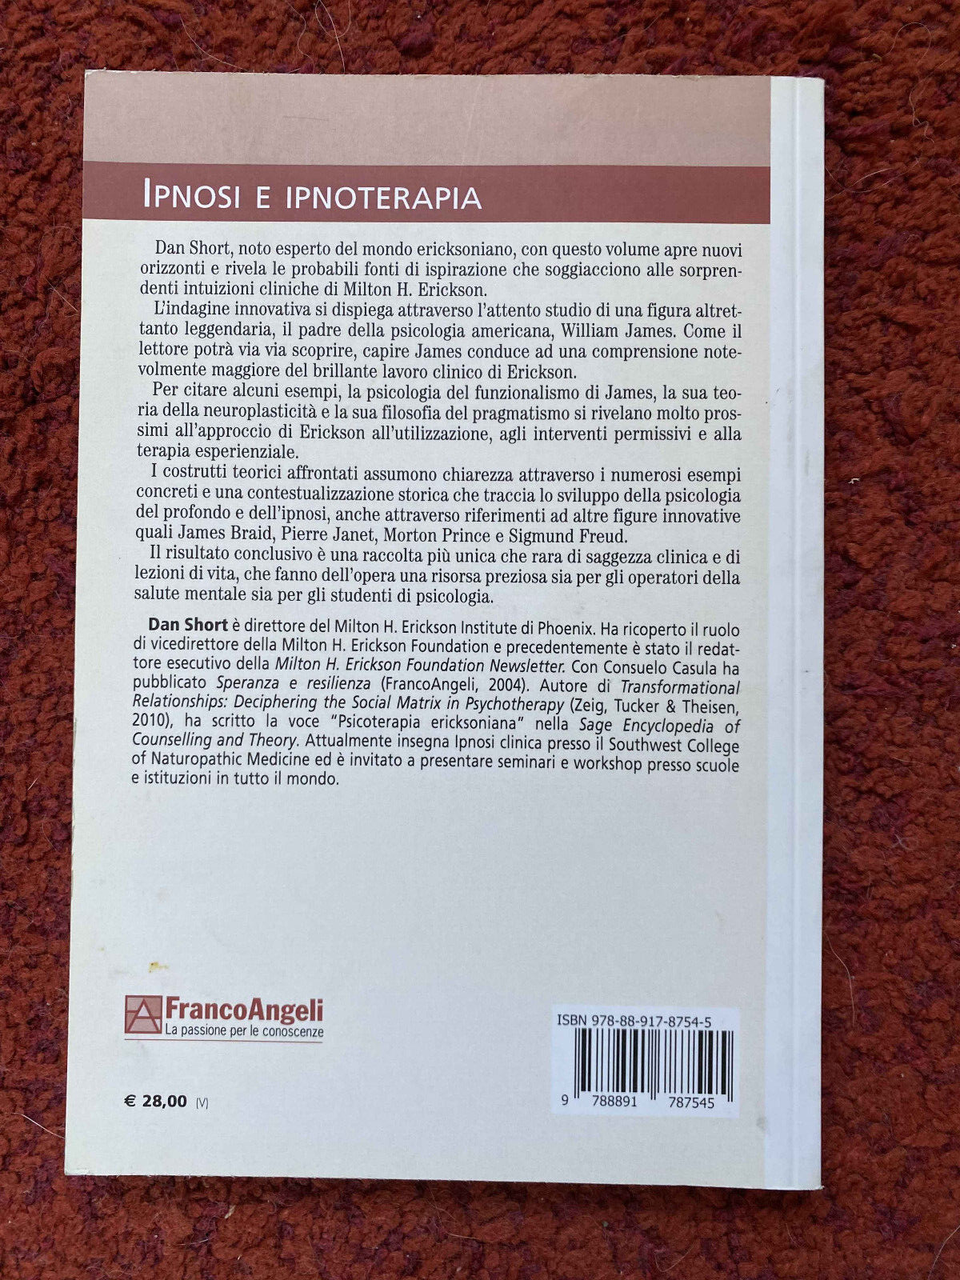 IPNOSI E IPNOTERAPIA
Dan Short, noto esperto del mondo ericksoniano, con questo volume apre nuovi
orizzonti e rivela le probabili fonti di ispirazione che soggiacciono alle sorpren-
denti intuizioni cliniche di Milton H. Erickson.
L'indagine innovativa si dispiega attraverso l'attento studio di una figura altret-
tanto leggendaria, il padre della psicologia americana, William James. Come il
lettore potrà via via scoprire, capire James conduce ad una comprensione note-
volmente maggiore del brillante lavoro clinico di Erickson.
Per citare alcuni esempi, la psicologia del funzionalismo di James, la sua teo-
ria della neuroplasticità e la sua filosofia del pragmatismo si rivelano molto pros-
simi all'approccio di Erickson all'utilizzazione, agli interventi permissivi e alla
terapia esperienziale.
I costrutti teorici affrontati assumono chiarezza attraverso i numerosi esempi
concreti e una contestualizzazione storica che traccia lo sviluppo della psicologia
del profondo e dell'ipnosi, anche attraverso riferimenti ad altre figure innovative
quali James Braid, Pierre Janet, Morton Prince e Sigmund Freud.
Il risultato conclusivo è una raccolta più unica che rara di saggezza clinica e di
lezioni di vita, che fanno dell'opera una risorsa preziosa sia per gli operatori della
salute mentale sia per gli studenti di psicologia.
Dan Short è direttore del Milton H. Erickson Institute di Phoenix. Ha ricoperto il ruolo
di vicedirettore della Milton H. Erickson Foundation e precedentemente è stato il redat-
tore esecutivo della Milton H. Erickson Foundation Newsletter. Con Consuelo Casula ha
pubblicato Speranza e resilienza (FrancoAngeli, 2004). Autore di Transformational
Relationships: Deciphering the Social Matrix in Psychotherapy (Zeig, Tucker & Theisen,
2010), ha scritto la voce "Psicoterapia ericksoniana" nella Sage Encyclopedia of
Counselling and Theory. Attualmente insegna Ipnosi clinica presso il Southwest College
of Naturopathic Medicine ed è invitato a presentare seminari e workshop presso scuole
e istituzioni in tutto il mondo.
FrancoAngeli
La passione per le conoscenze
€ 28,00 (V)
ISBN 978-88-917-8754-5
9 788891 787545